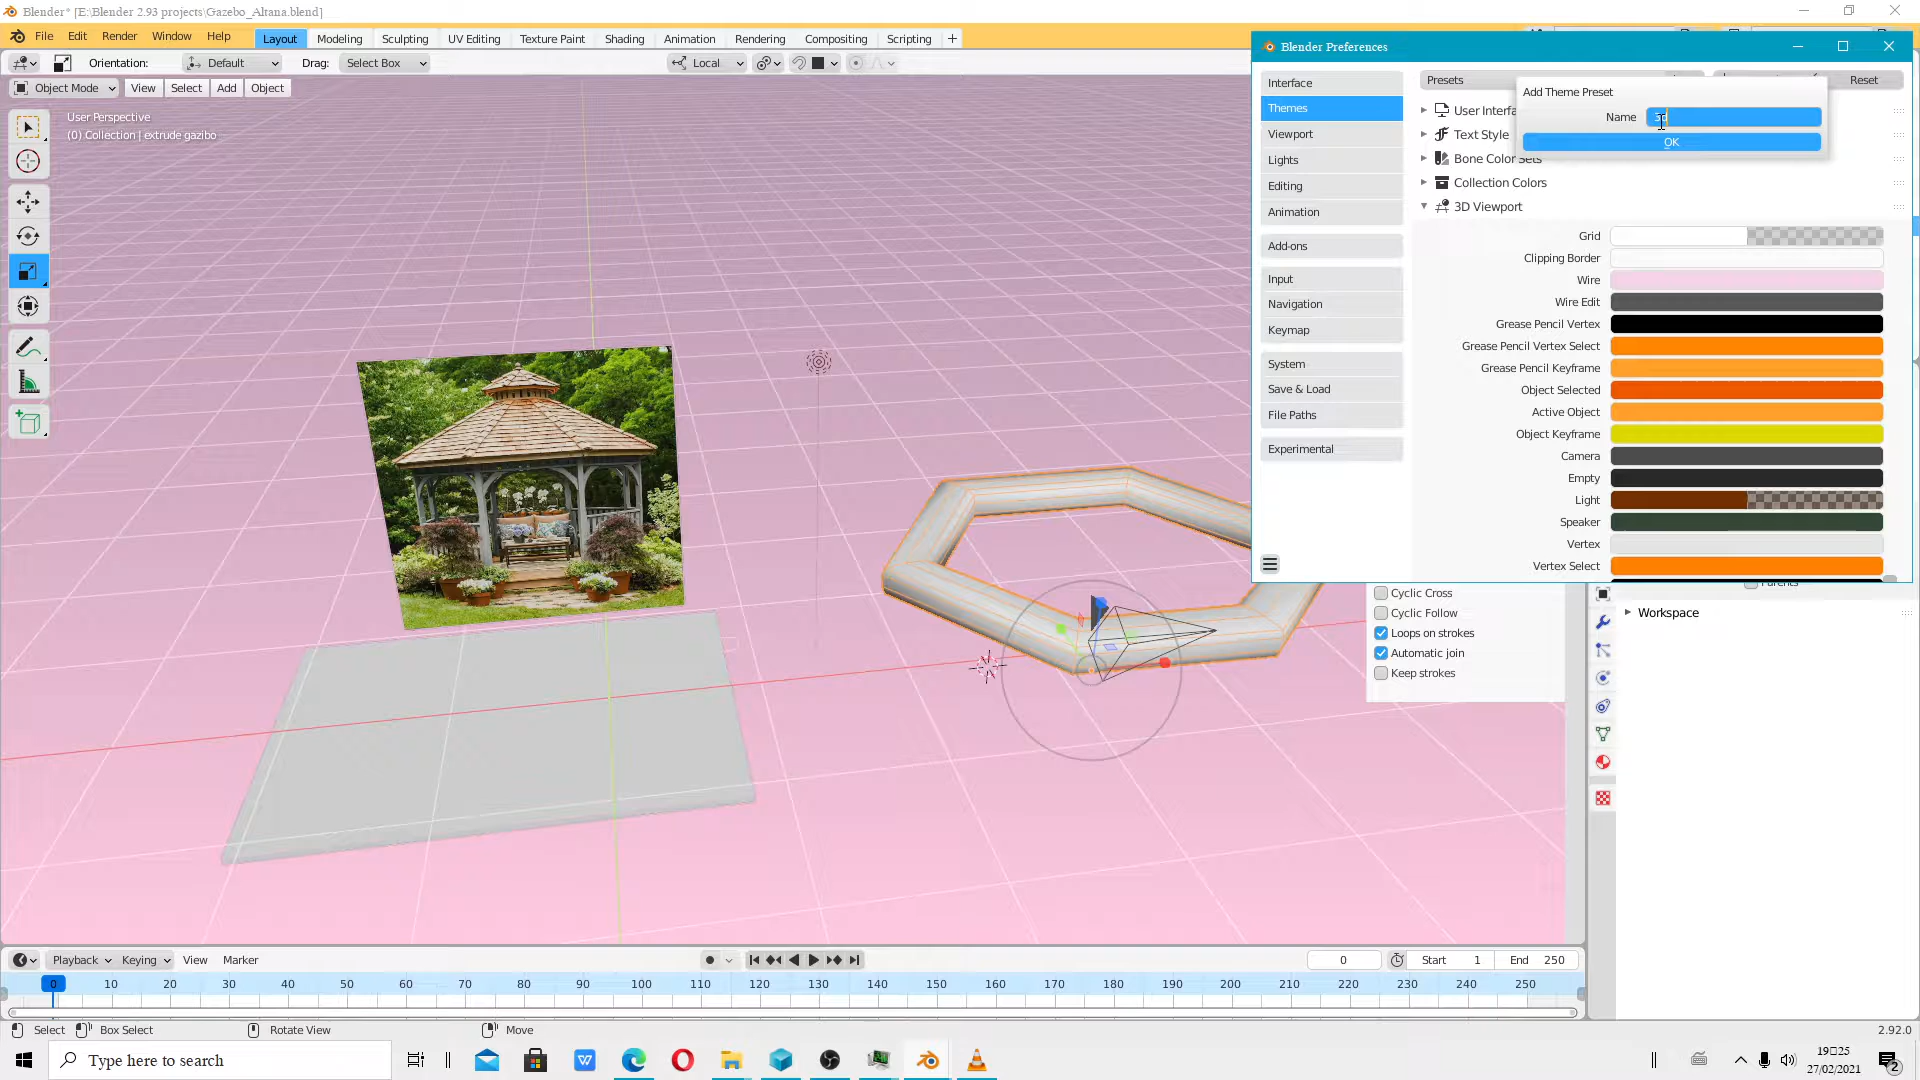 Blender* [E:\Blender 2.93 projects\Gazebo_Altana.blend]
File Edit Render Window Help Layout Modeling Sculpting UV Editing Texture Paint Shading Animation Rendering Compositing Scripting
Blender Preferences
Orientation: Default Drag: Select Box Local
Object Mode View Select Add Object
User Perspective
(0) Collection | extrude gazibo
Interface
Themes
Viewport
Lights
Editing
Animation
Add-ons
Input
Navigation
Keymap
System
Save & Load
File Paths
Experimental
Presets Reset
Add Theme Preset
Name
OK
Text Style
Collection Colors
3D Viewport
Grid
Clipping Border
Wire
Wire Edit
Grease Pencil Vertex
Grease Pencil Vertex Select
Grease Pencil Keyframe
Object Selected
Active Object
Object Keyframe
Camera
Empty
Light
Speaker
Vertex
Vertex Select
Cyclic Cross
Cyclic Follow
Loops on strokes
Automatic join
Keep strokes
Workspace
Playback Keying View Marker 0 Start 1 End 250
0 10 20 30 40 50 60 70 80 90 100 110 120 130 140 150 160 170 180 190 200 210 220 230 240 250
Select Box Select Rotate View Move 2.92.0
Type here to search
19 25
27/02/2021
2